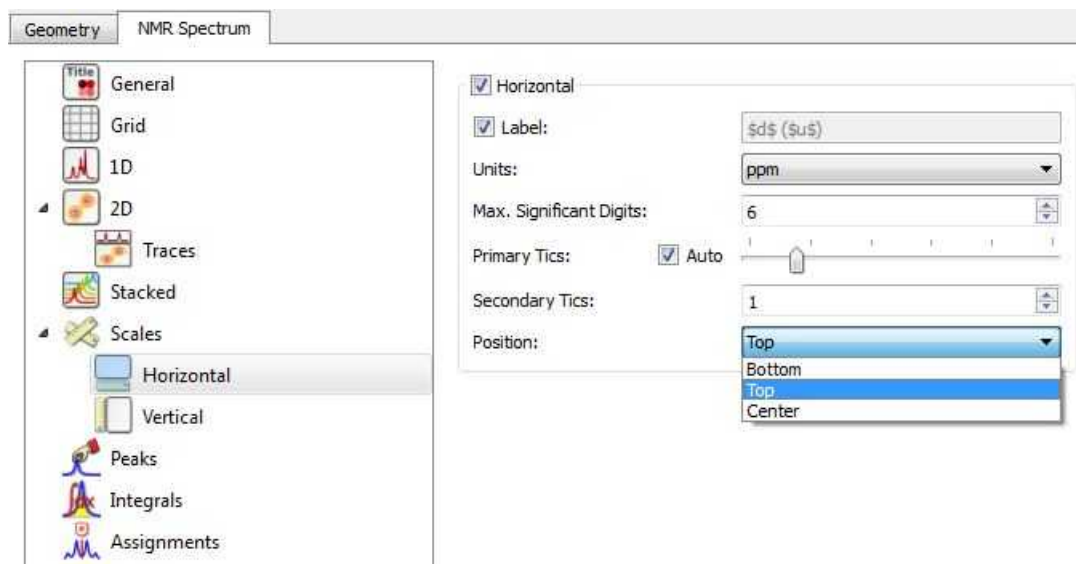 Geometry
NMR Spectrum
Title
General
Grid
1D
2D
Traces
Stacked
Scales
Horizontal
Vertical
Peaks
Integrals
Assignments
Horizontal
Label: $d$ ($u$)
Units: ppm
Max. Significant Digits: 6
Primary Tics: Auto
Secondary Tics: 1
Position: Top
Bottom
Top
Center